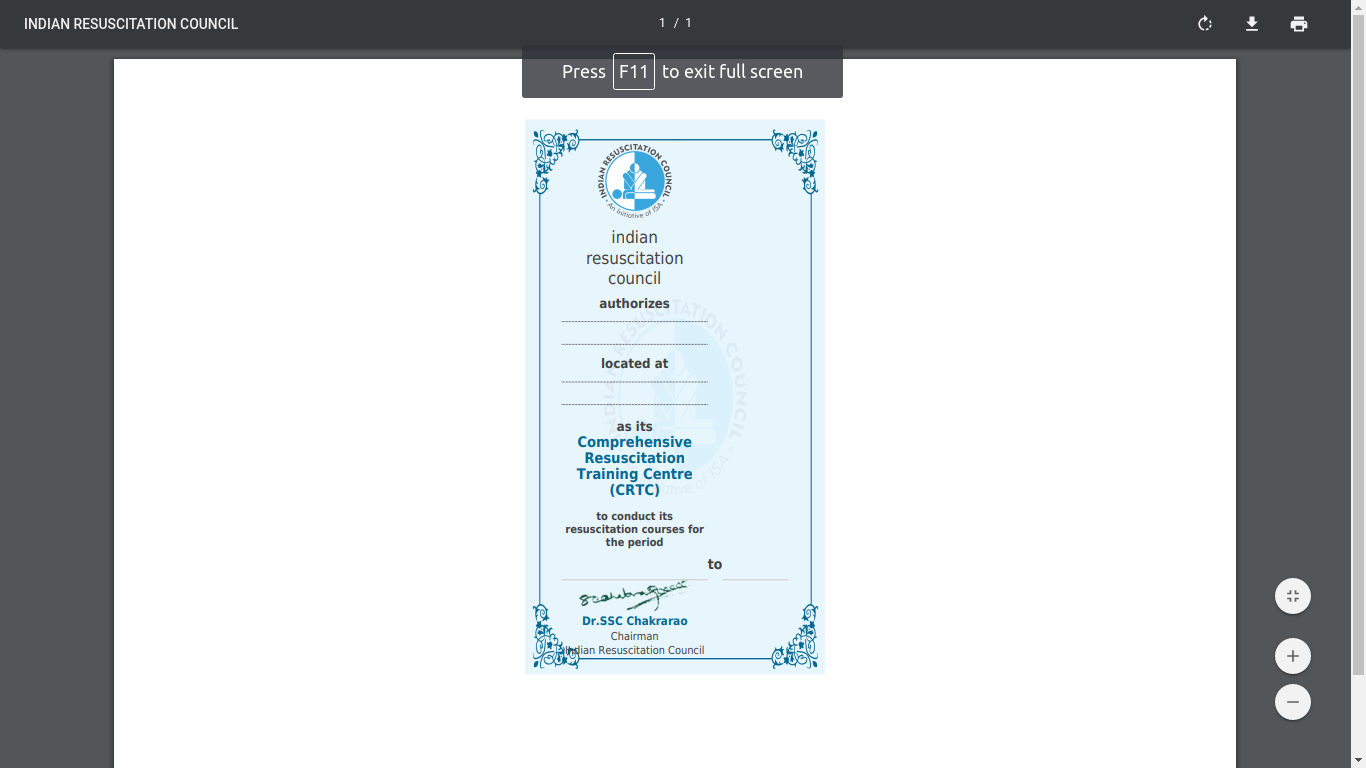 INDIAN RESUSCITATION COUNCIL
1 / 1
Press F11 to exit full screen
INDIAN RESUSCITATION COUNCIL
An Initiative of ISA
indian
resuscitation
council
authorizes
located at
as its
Comprehensive
Resuscitation
Training Centre
(CRTC)
to conduct its
resuscitation courses for
the period
to
Dr.SSC Chakrarao
Chairman
Indian Resuscitation Council